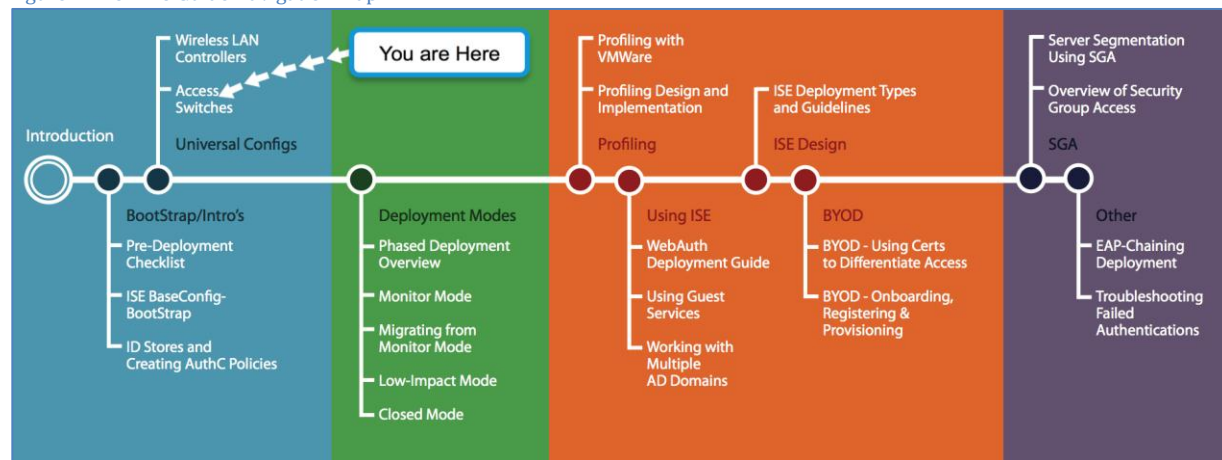 Wireless LAN
Controllers
Access
Switches
You are Here
Introduction
Universal Configs
BootStrap/Intro's
Pre-Deployment
Checklist
ISE BaseConfig-
BootStrap
ID Stores and
Creating AuthC Policies
Deployment Modes
Phased Deployment
Overview
Monitor Mode
Migrating from
Monitor Mode
Low-Impact Mode
Closed Mode
Profiling with
VMWare
Profiling Design and
Implementation
Profiling
Using ISE
WebAuth
Deployment Guide
Using Guest
Services
Working with
Multiple
AD Domains
ISE Deployment Types
and Guidelines
ISE Design
BYOD
BYOD - Using Certs
to Differentiate Access
BYOD - Onboarding,
Registering &
Provisioning
Server Segmentation
Using SGA
Overview of Security
Group Access
SGA
Other
EAP-Chaining
Deployment
Troubleshooting
Failed
Authentications